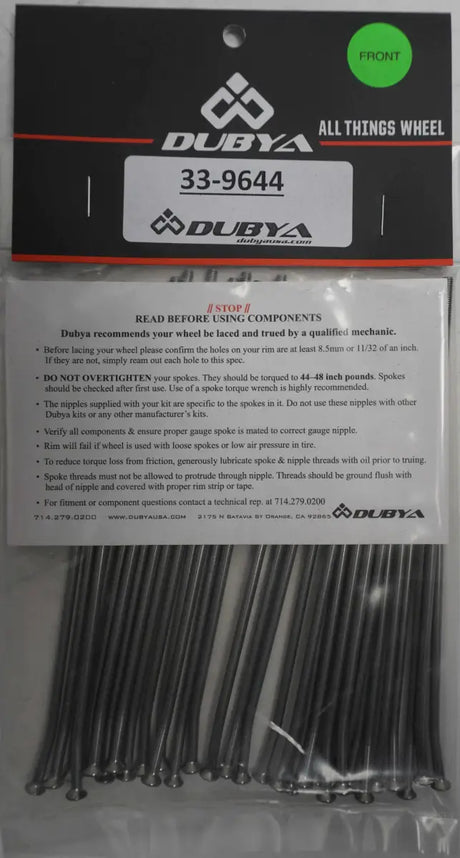 FRONT
DUBYA
ALL THINGS WHEEL
33-9644
DUBYA
dubyausa.com
// STOP //
READ BEFORE USING COMPONENTS
Dubya recommends your wheel be laced and trued by a qualified mechanic.
• Before lacing your wheel please confirm the holes on your rim are at least 8.5mm or 11/32 of an inch.
If they are not, simply ream out each hole to this spec.
• DO NOT OVERTIGHTEN your spokes. They should be torqued to 44–48 inch pounds. Spokes
should be checked after first use. Use of a spoke torque wrench is highly recommended.
• The nipples supplied with your kit are specific to the spokes in it. Do not use these nipples with other
Dubya kits or any other manufacturer's kits.
• Verify all components & ensure proper gauge spoke is mated to correct gauge nipple.
• Rim will fail if wheel is used with loose spokes or low air pressure in tire.
• To reduce torque loss from friction, generously lubricate spoke & nipple threads with oil prior to truing.
• Spoke threads must not be allowed to protrude through nipple. Threads should be ground flush with
head of nipple and covered with proper rim strip or tape.
• For fitment or component questions contact a technical rep. at 714.279.0200
714.279.0200 www.dubyausa.com 2175 N Batavia St Orange, CA 92865 DUBYA